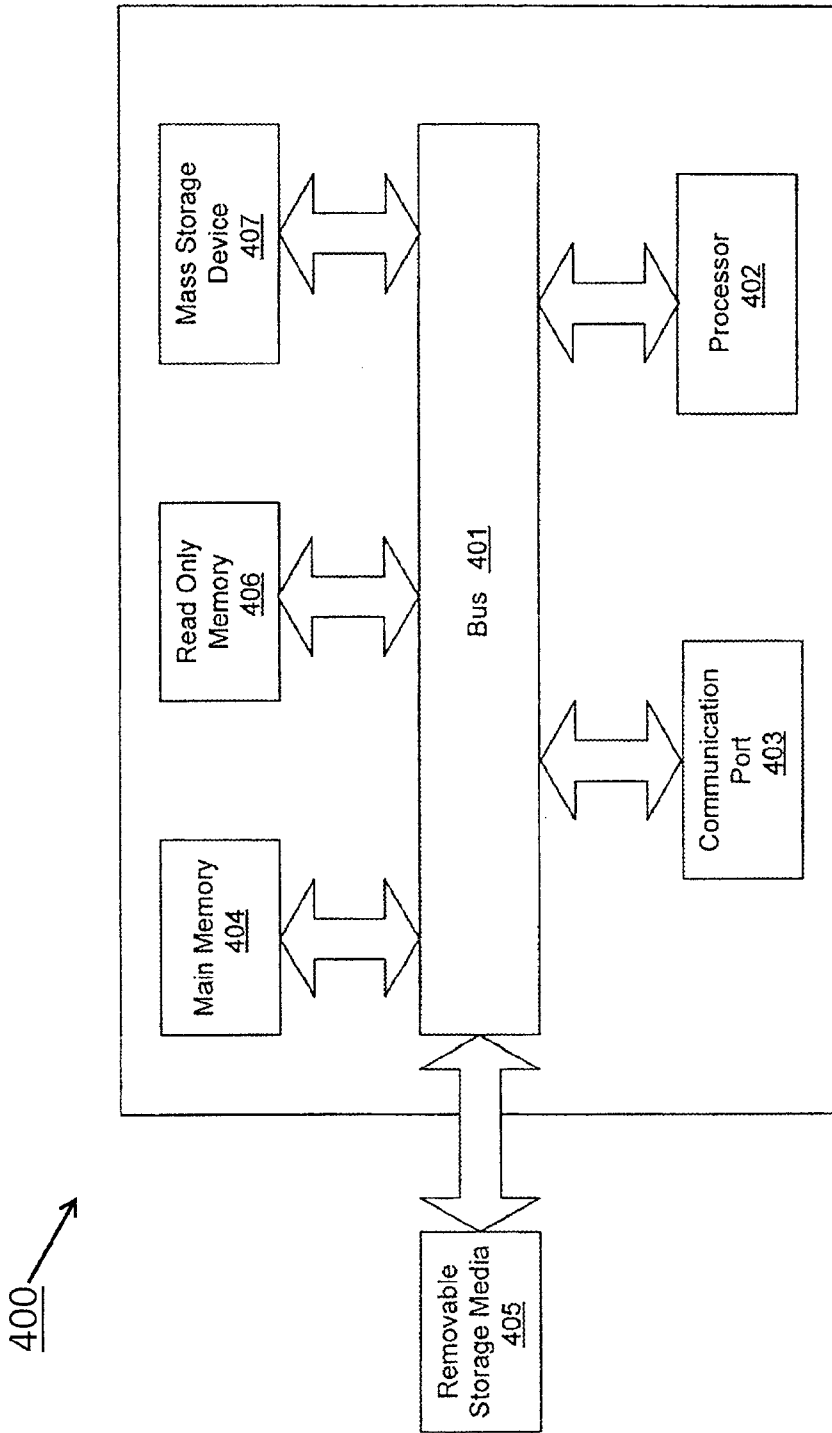 400
Main Memory
404
Read Only
Memory
406
Mass Storage
Device
407
Removable
Storage Media
405
Bus 401
Communication
Port
403
Processor
402